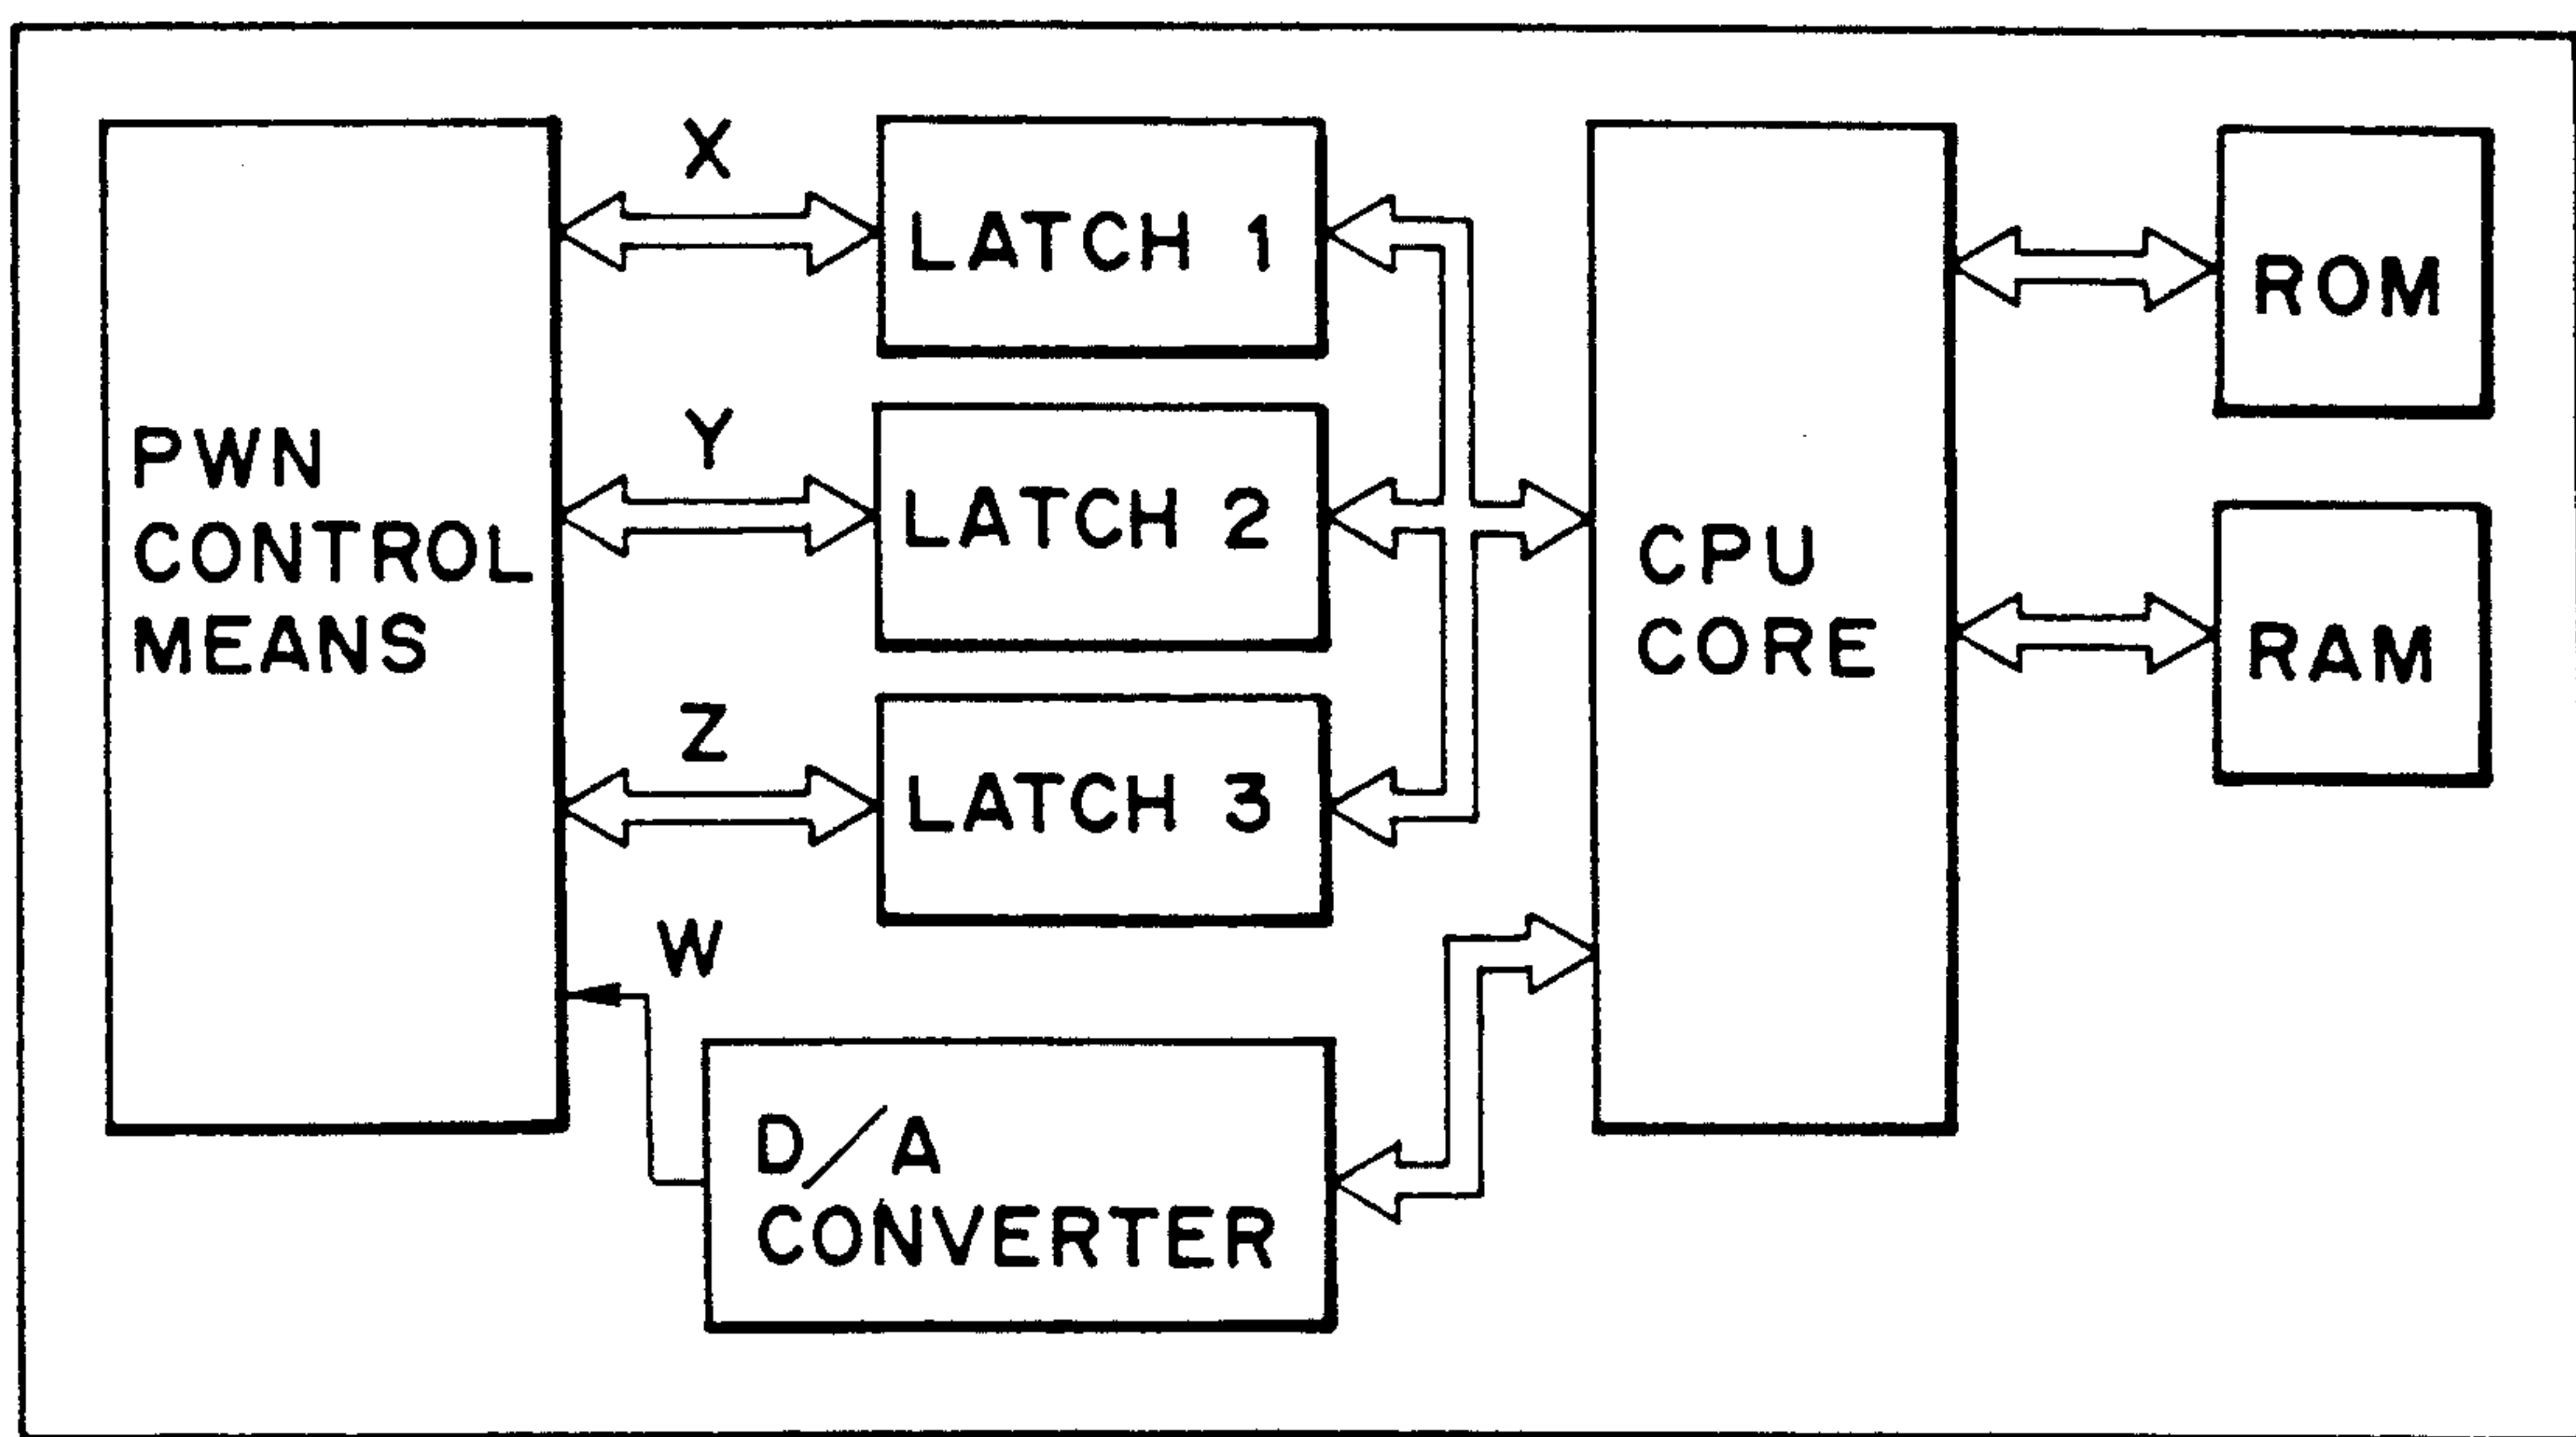 PWN
CONTROL
MEANS
X
Y
Z
W
LATCH 1
LATCH 2
LATCH 3
D/A
CONVERTER
CPU
CORE
ROM
RAM